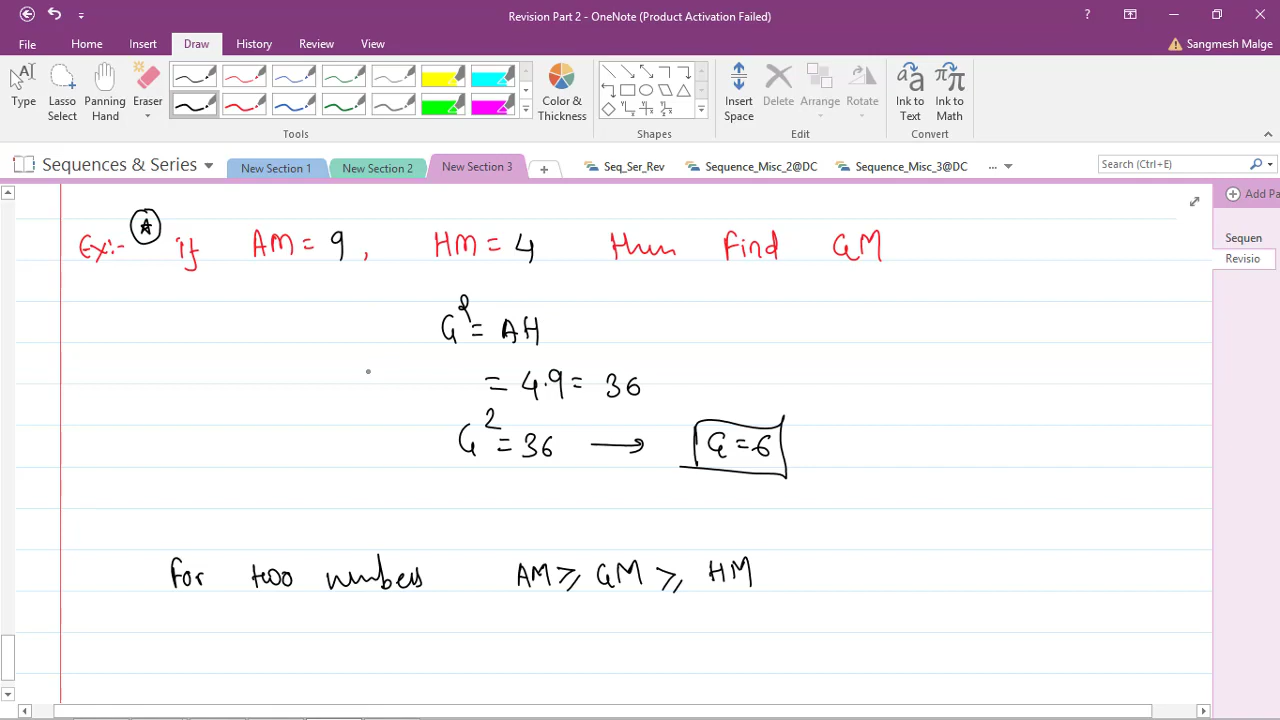 Revision Part 2 - OneNote (Product Activation Failed)
?
File Home Insert Draw History Review View
Sangmesh Malge
Type Lasso Select Panning Hand Eraser Color & Thickness Insert Space Delete Arrange Rotate Ink to Text Ink to Math
Tools Shapes Edit Convert
Sequences & Series New Section 1 New Section 2 New Section 3 + Seq_Ser_Rev Sequence_Misc_2@DC Sequence_Misc_3@DC ... Search (Ctrl+E)
Add Pa
Sequen
Revisio
Ex:- If AM = 9, HM = 4 then Find GM
G² = AH
= 4·9 = 36
G² = 36 → G = 6
For two numbers AM ⩾ GM ⩾ HM